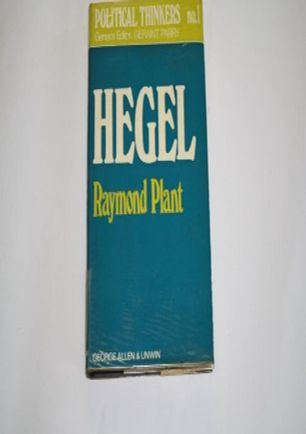 POLITICAL THINKERS no.1
General Editor: GERAINT PARRY
HEGEL
Raymond Plant
GEORGE ALLEN & UNWIN